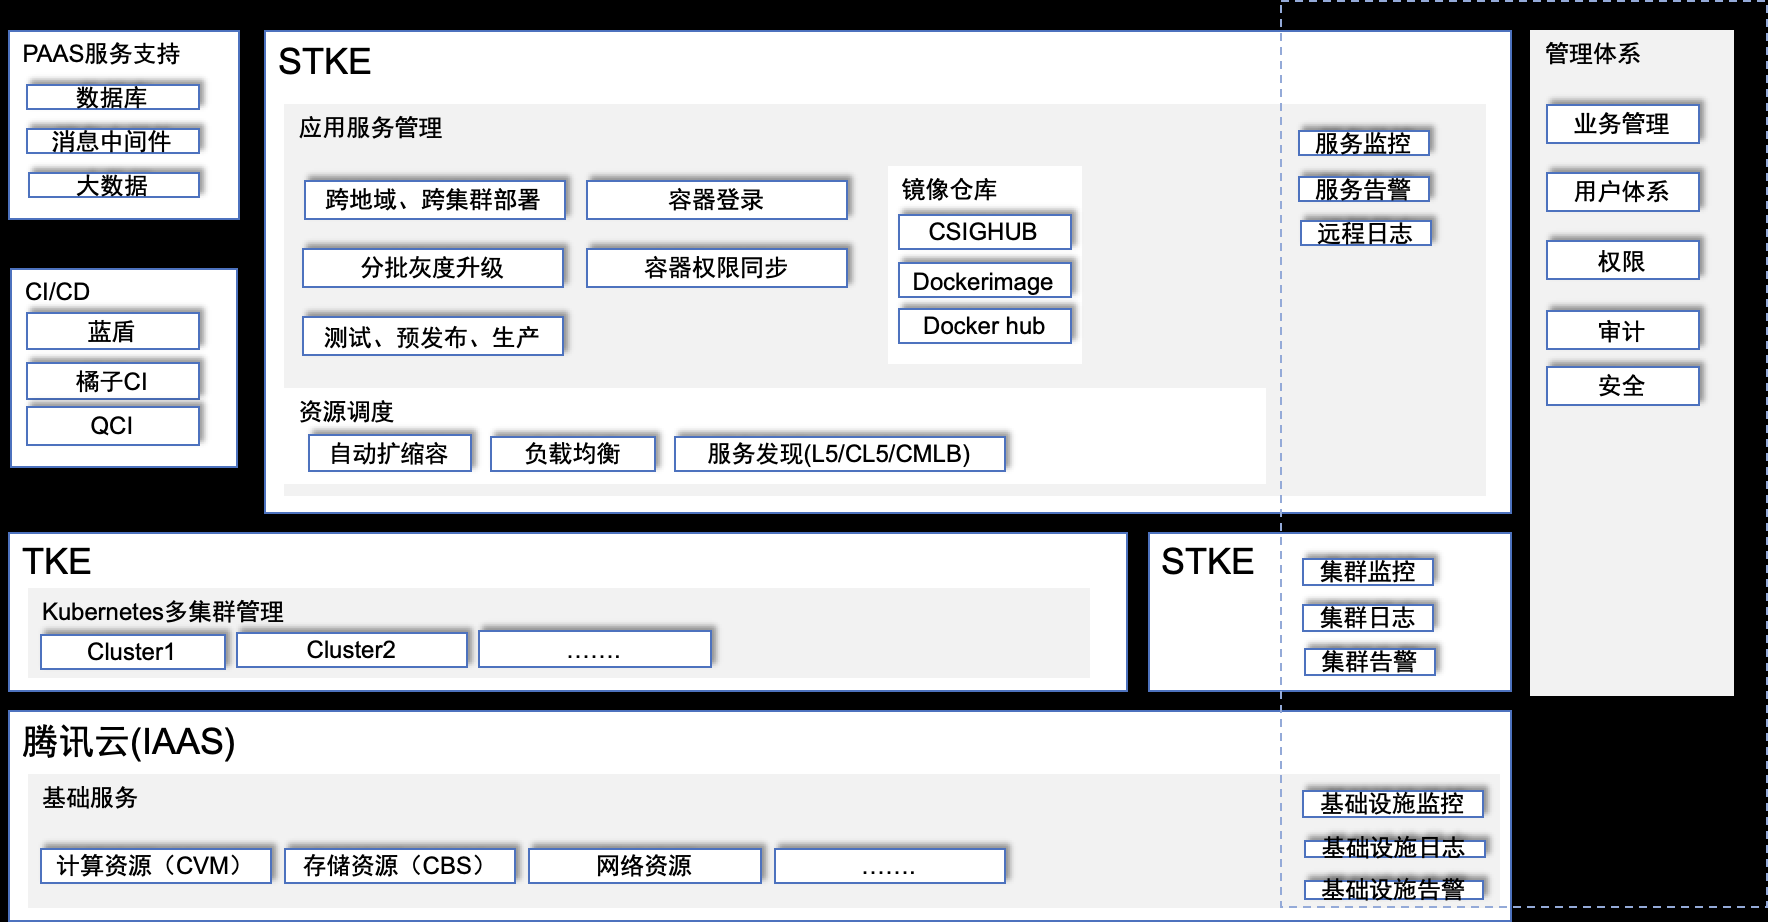 PAAS服务支持
数据库
消息中间件
大数据
CI/CD
蓝盾
橘子CI
QCI
STKE
应用服务管理
跨地域、跨集群部署
容器登录
分批灰度升级
容器权限同步
测试、预发布、生产
镜像仓库
CSIGHUB
Dockerimage
Docker hub
服务监控
服务告警
远程日志
资源调度
自动扩缩容
负载均衡
服务发现(L5/CL5/CMLB)
管理体系
业务管理
用户体系
权限
审计
安全
TKE
Kubernetes多集群管理
Cluster1
Cluster2
…….
STKE
集群监控
集群日志
集群告警
腾讯云(IAAS)
基础服务
计算资源（CVM）
存储资源（CBS）
网络资源
…….
基础设施监控
基础设施日志
基础设施告警